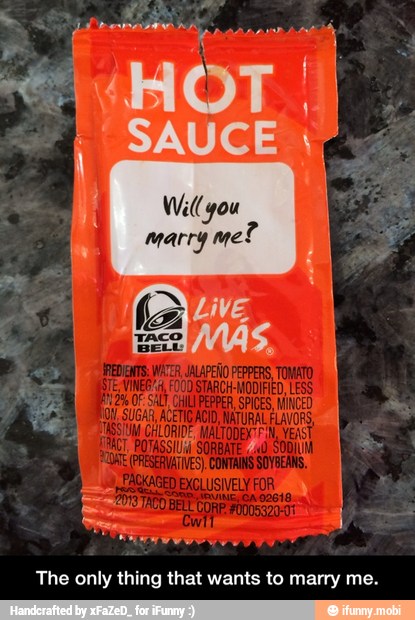 HOT
SAUCE
Will you
marry me?
TACO
BELL®
LIVE
MÁS®
REDIENTS: WATER, JALAPEÑO PEPPERS, TOMATO
STE, VINEGAR, FOOD STARCH-MODIFIED, LESS
AN 2% OF: SALT, CHILI PEPPER, SPICES, MINCED
ION, SUGAR, ACETIC ACID, NATURAL FLAVORS,
TASSIUM CHLORIDE, MALTODEXTRIN, YEAST
TRACT, POTASSIUM SORBATE AND SODIUM
NZOATE (PRESERVATIVES). CONTAINS SOYBEANS.
PACKAGED EXCLUSIVELY FOR
BELL CORP., IRVINE, CA 92618
2013 TACO BELL CORP. #0005320-01
Cw11
The only thing that wants to marry me.
Handcrafted by xFaZeD_ for iFunny :)
ifunny.mobi